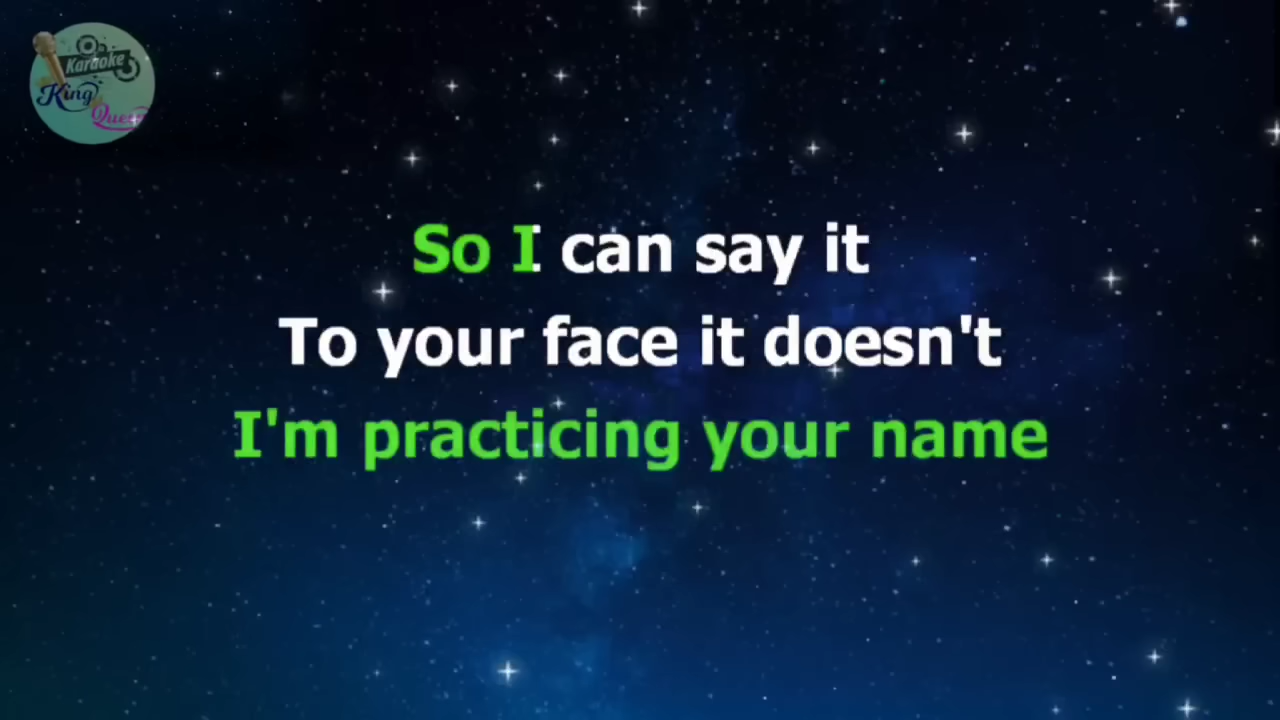 Karaoke
King
Queen
So I can say it
To your face it doesn't
I'm practicing your name